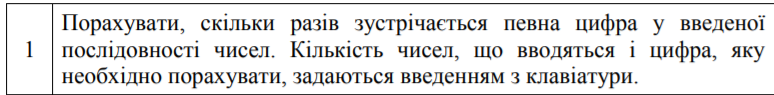 Порахувати, скільки разів зустрічається певна цифра у введеної
1 послідовності чисел. Кількість чисел, що вводяться і цифра, яку
необхідно порахувати, задаються введенням з клавіатури.